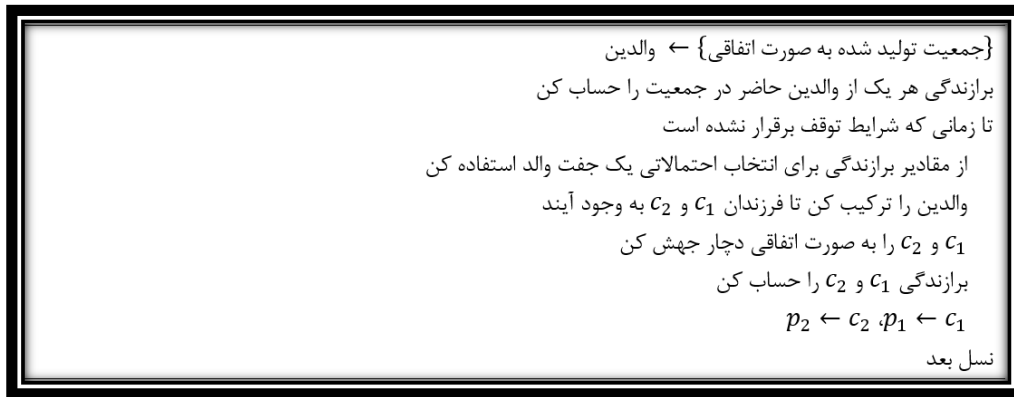 {جمعیت تولید شده به صورت اتفاقی} ← والدین
برازندگی هر یک از والدین حاضر در جمعیت را حساب کن
تا زمانی که شرایط توقف برقرار نشده است
از مقادیر برازندگی برای انتخاب احتمالاتی یک جفت والد استفاده کن
والدین را ترکیب کن تا فرزندان c₁ و c₂ به وجود آیند
c₁ و c₂ را به صورت اتفاقی دچار جهش کن
برازندگی c₁ و c₂ را حساب کن
p₂ ← c₂ ،p₁ ← c₁
نسل بعد